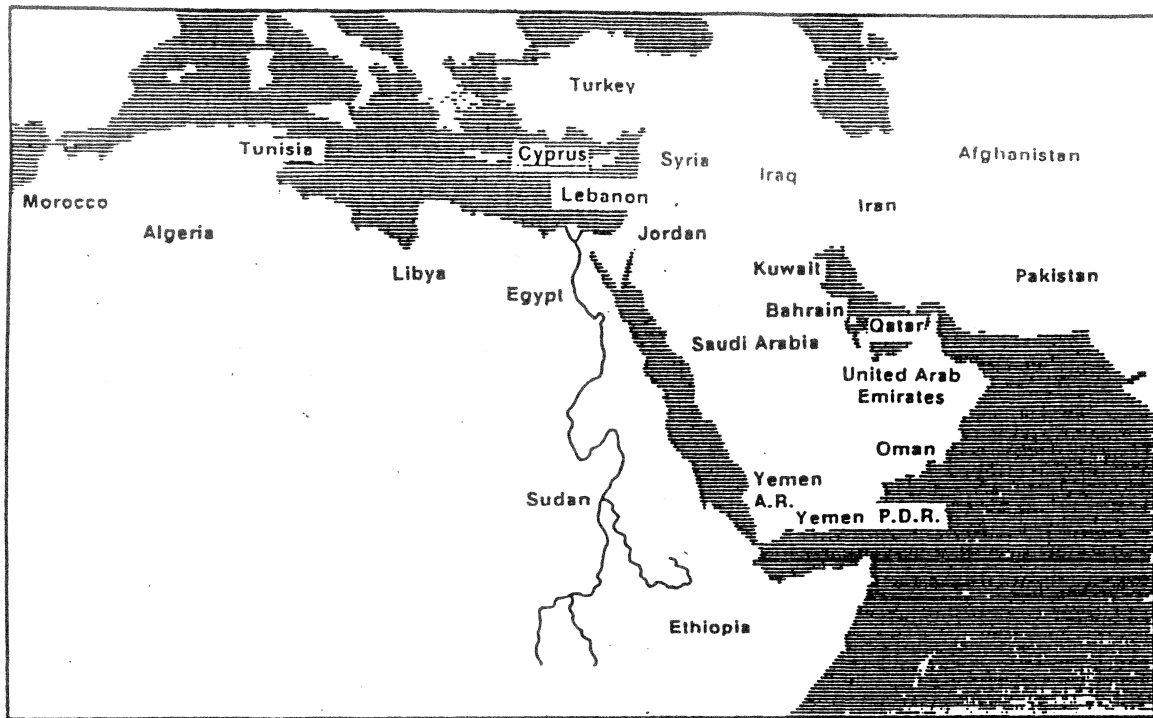 Turkey
Tunisia
Cyprus
Syria
Iraq
Afghanistan
Morocco
Lebanon
Iran
Algeria
Jordan
Libya
Kuwait
Pakistan
Egypt
Bahrain
Qatar
Saudi Arabia
United Arab
Emirates
Oman
Yemen
A.R.
Sudan
Yemen P.D.R.
Ethiopia